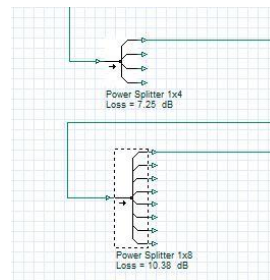 Power Splitter 1x4
Loss = 7.25 dB
Power Splitter 1x8
Loss = 10.38 dB